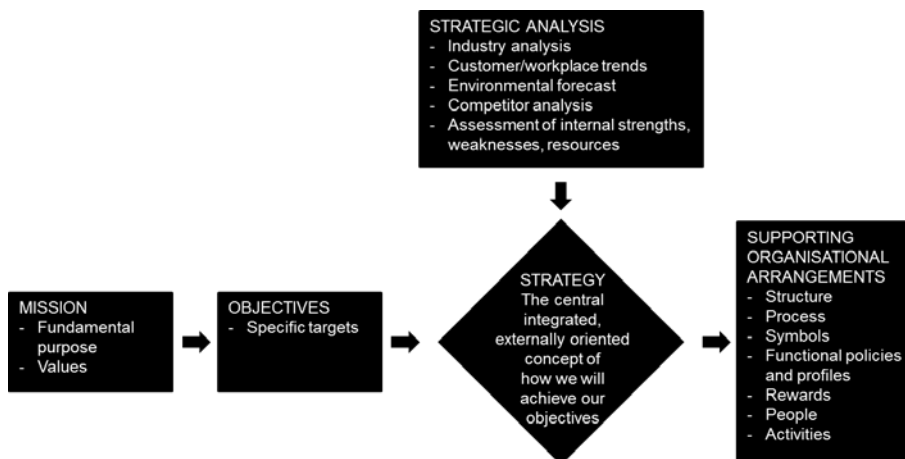 STRATEGIC ANALYSIS
- Industry analysis
- Customer/workplace trends
- Environmental forecast
- Competitor analysis
- Assessment of internal strengths,
weaknesses, resources
MISSION
- Fundamental
purpose
- Values
OBJECTIVES
- Specific targets
STRATEGY
The central
integrated,
externally oriented
concept of
how we will
achieve our
objectives
SUPPORTING
ORGANISATIONAL
ARRANGEMENTS
- Structure
- Process
- Symbols
- Functional policies
and profiles
- Rewards
- People
- Activities